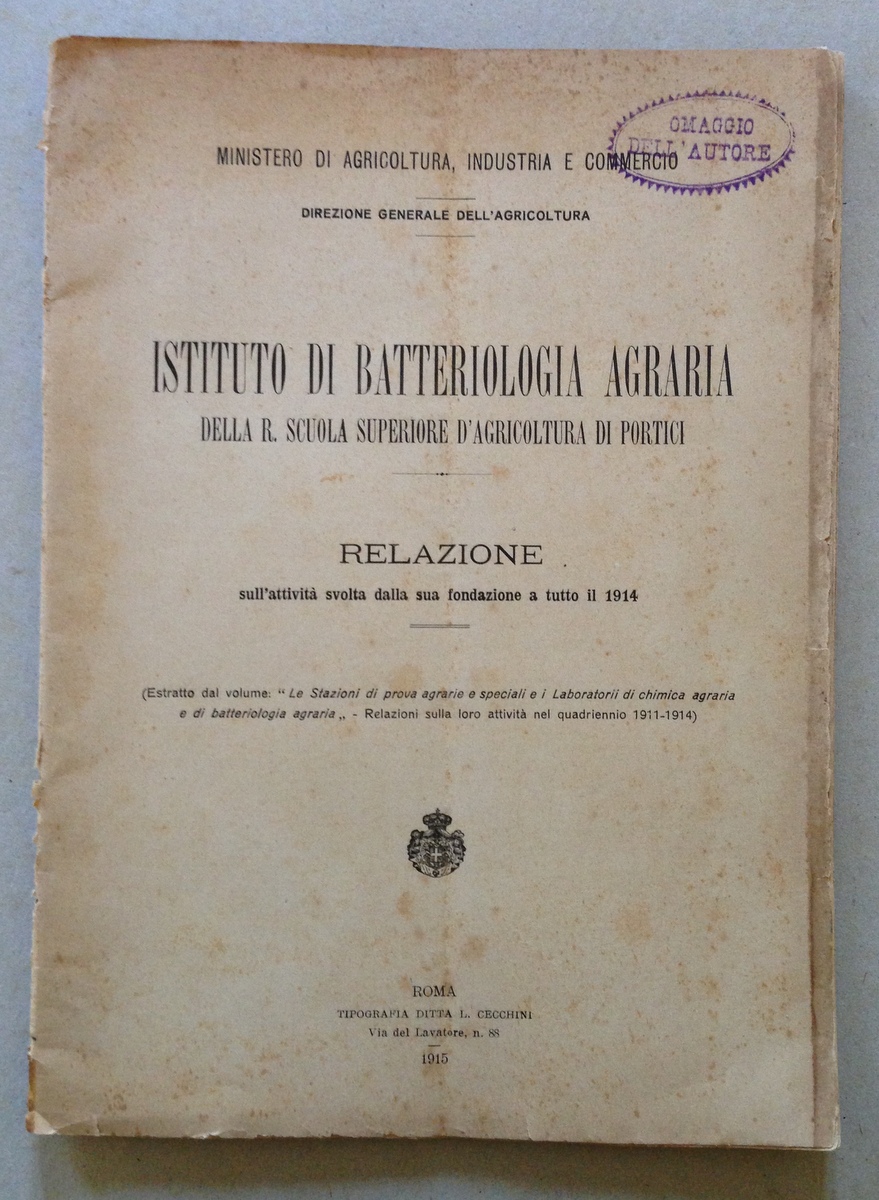 OMAGGIO
DELL'AUTORE
MINISTERO DI AGRICOLTURA, INDUSTRIA E COMMERCIO
DIREZIONE GENERALE DELL'AGRICOLTURA
ISTITUTO DI BATTERIOLOGIA AGRARIA
DELLA R. SCUOLA SUPERIORE D'AGRICOLTURA DI PORTICI
RELAZIONE
sull'attività svolta dalla sua fondazione a tutto il 1914
(Estratto dal volume: “ Le Stazioni di prova agrarie e speciali e i Laboratorii di chimica agraria
e di batteriologia agraria „ - Relazioni sulla loro attività nel quadriennio 1911-1914)
ROMA
TIPOGRAFIA DITTA L. CECCHINI
Via del Lavatore, n. 88
1915